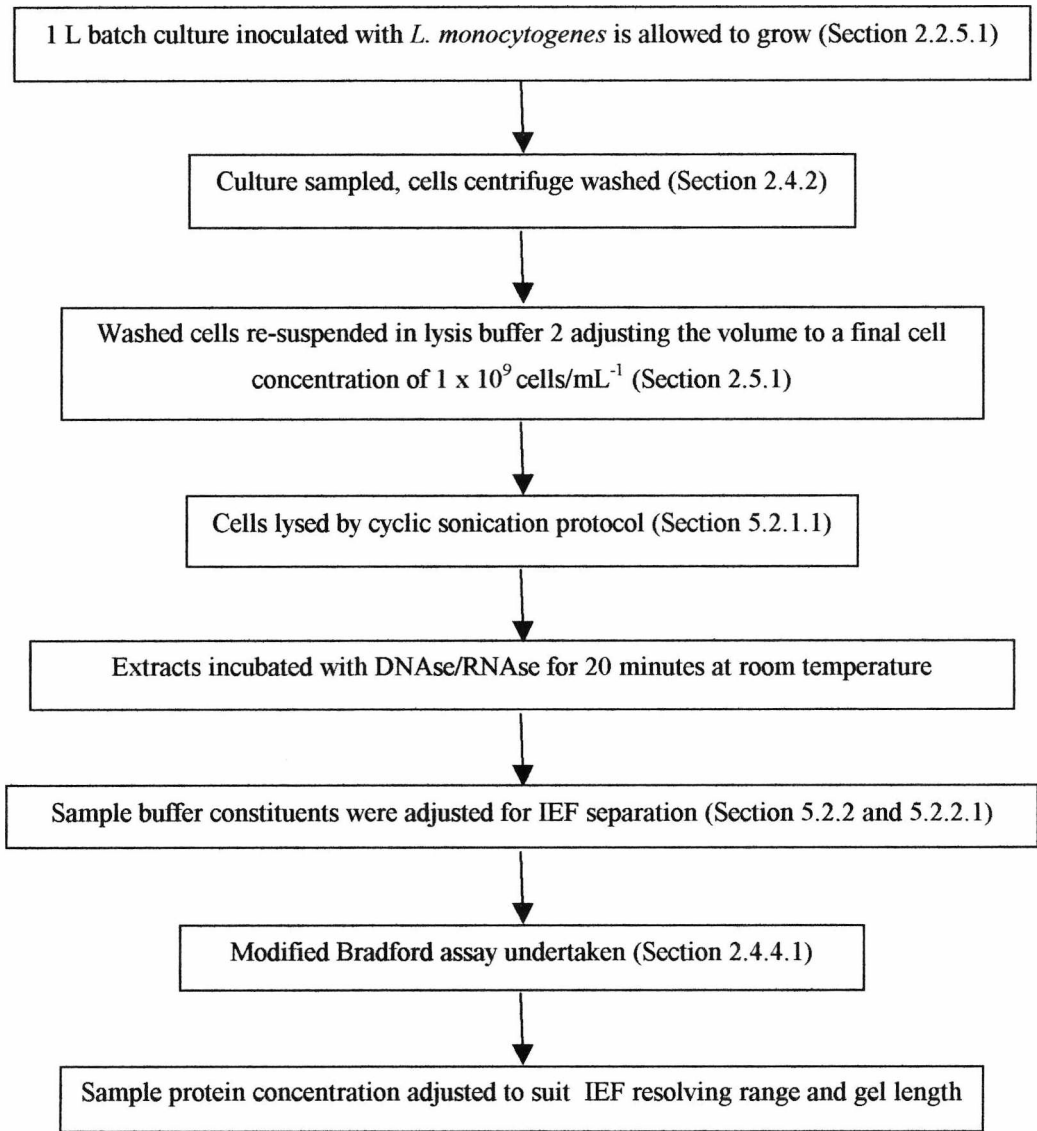 1 L batch culture inoculated with L. monocytogenes is allowed to grow (Section 2.2.5.1)
Culture sampled, cells centrifuge washed (Section 2.4.2)
Washed cells re-suspended in lysis buffer 2 adjusting the volume to a final cell
concentration of 1 x 10⁹ cells/mL⁻¹ (Section 2.5.1)
Cells lysed by cyclic sonication protocol (Section 5.2.1.1)
Extracts incubated with DNAse/RNAse for 20 minutes at room temperature
Sample buffer constituents were adjusted for IEF separation (Section 5.2.2 and 5.2.2.1)
Modified Bradford assay undertaken (Section 2.4.4.1)
Sample protein concentration adjusted to suit IEF resolving range and gel length